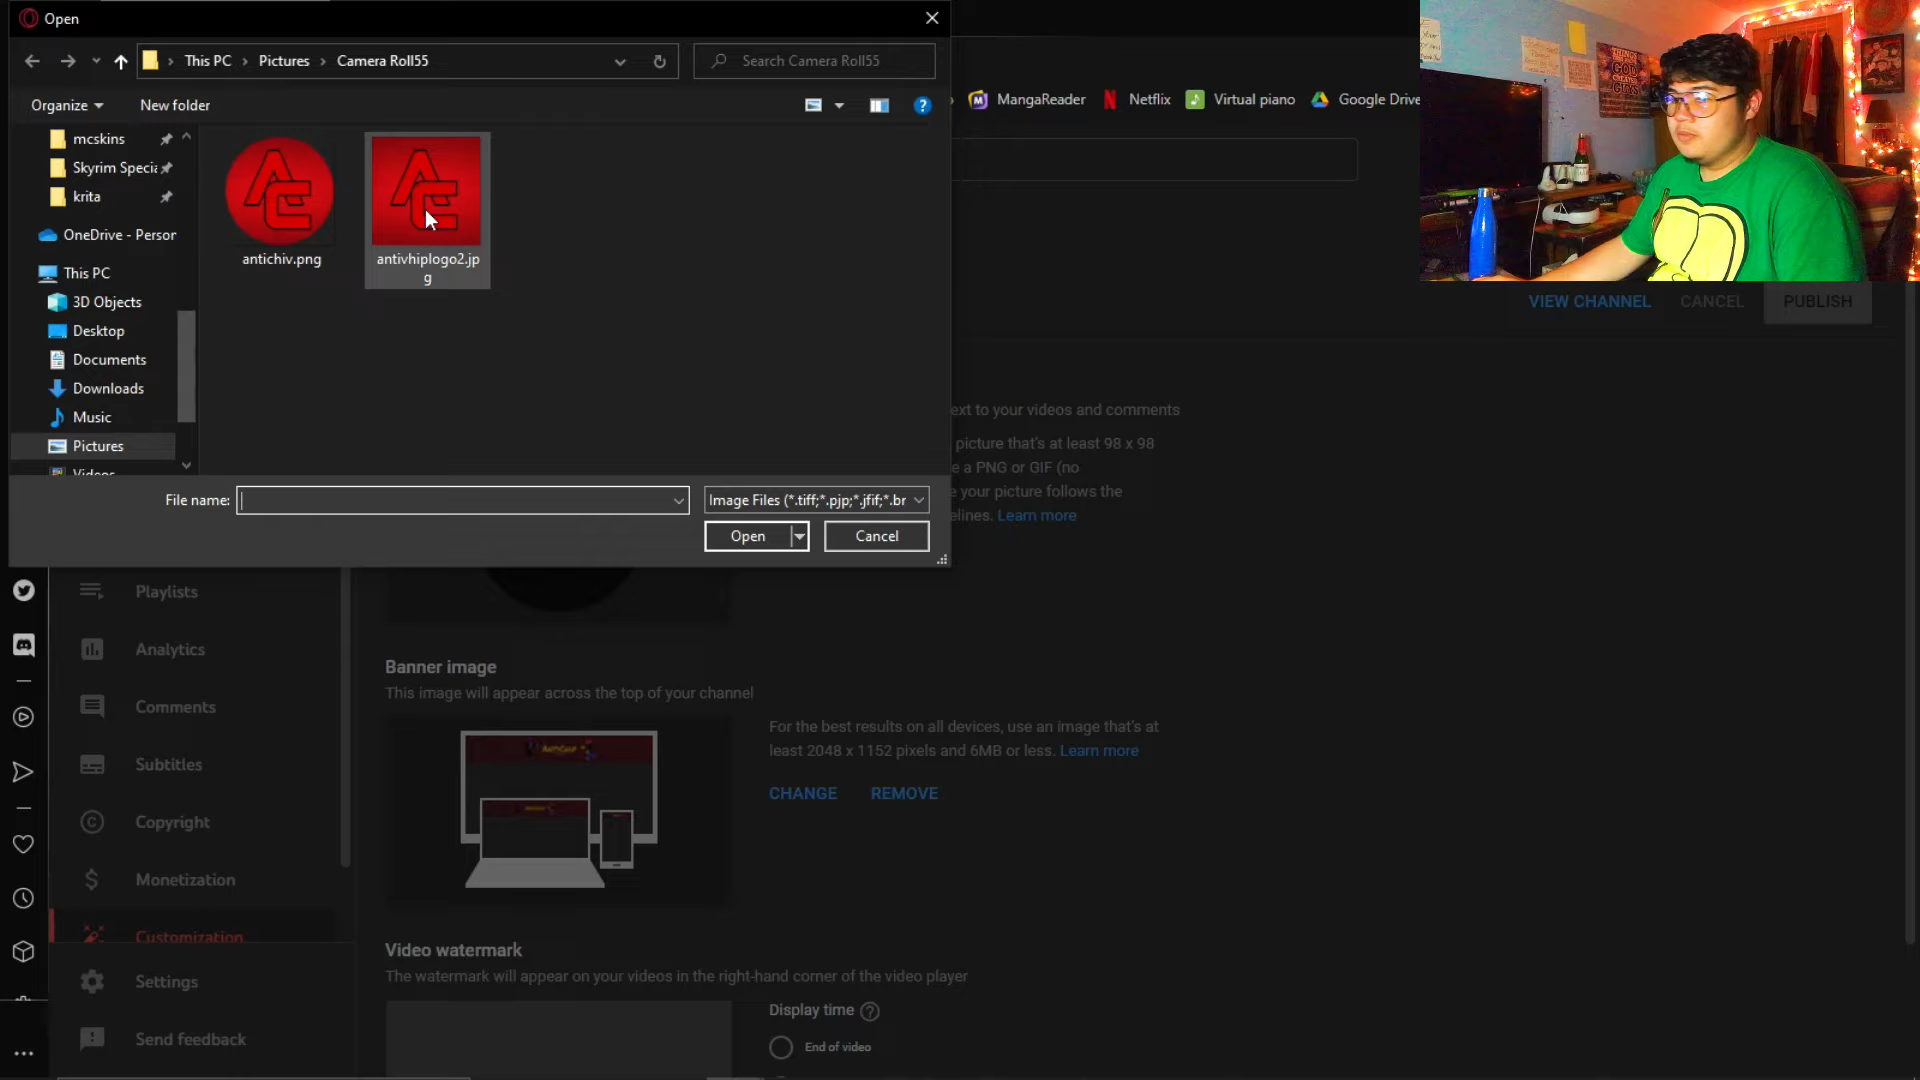 Open
This PC
Pictures
Camera Roll55
Search Camera Roll55
Organize
New folder
MangaReader
Netflix
Virtual piano
Google Drive
mcskins
Skyrim Specia
krita
OneDrive - Person
This PC
3D Objects
Desktop
Documents
Downloads
Music
Pictures
Videos
antichiv.png
antivhiplogo2.jp
g
VIEW CHANNEL
CANCEL
PUBLISH
ext to your videos and comments
picture that's at least 98 x 98
e a PNG or GIF (no
e your picture follows the
elines. Learn more
File name:
Image Files (*.tiff;*.pjp;*.jfif;*.br
Open
Cancel
Playlists
Analytics
Comments
Subtitles
Copyright
Monetization
Customization
Settings
Send feedback
Banner image
This image will appear across the top of your channel
For the best results on all devices, use an image that's at
least 2048 x 1152 pixels and 6MB or less. Learn more
CHANGE
REMOVE
Video watermark
The watermark will appear on your videos in the right-hand corner of the video player
Display time
End of video